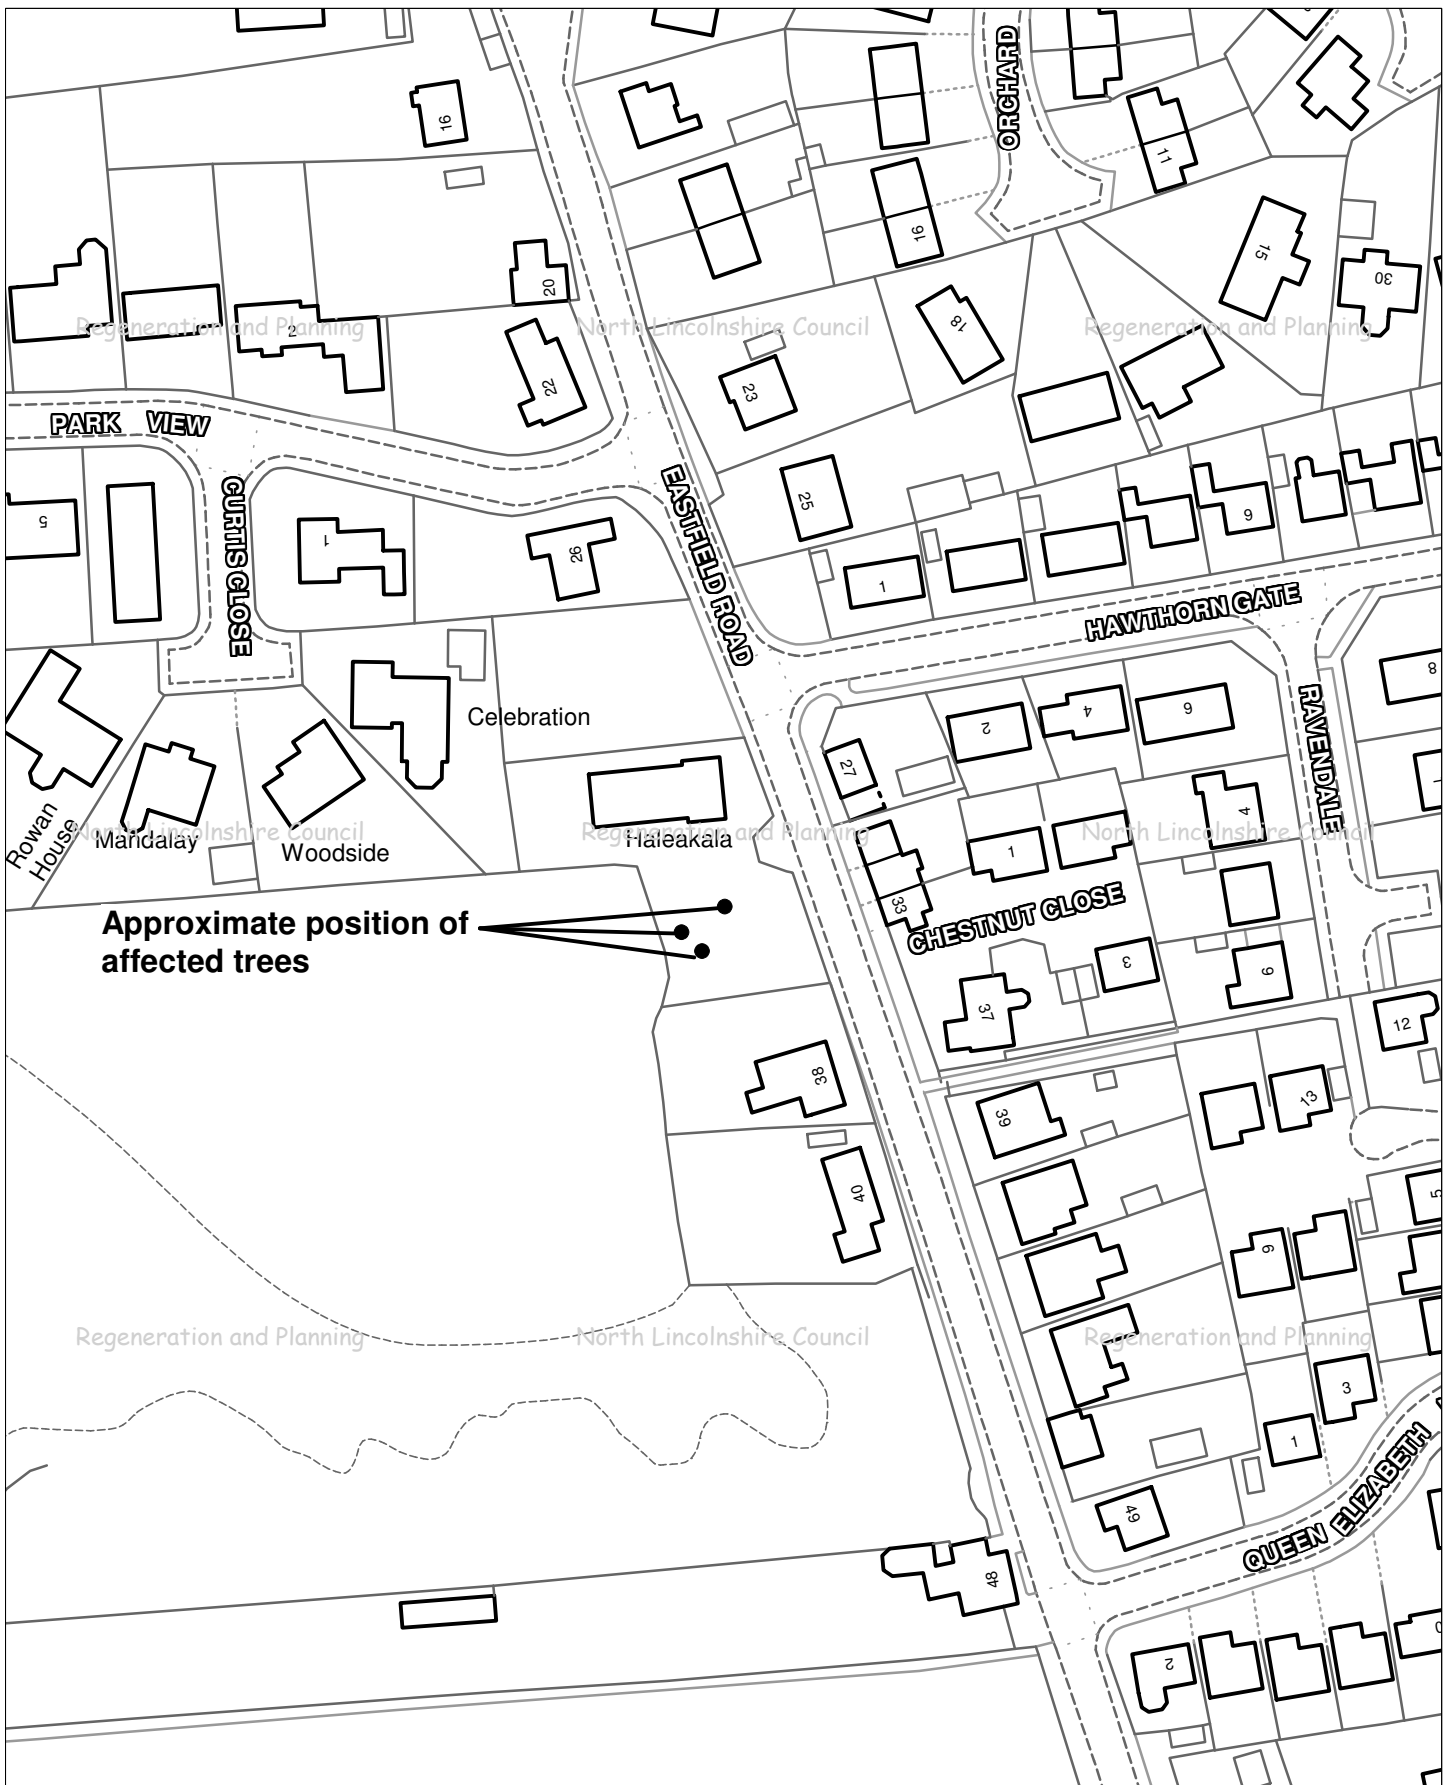 ORCHARD
16
11
16
15
30
20
Regeneration and Planning
North Lincolnshire Council
Regeneration and Planning
2
18
22
23
PARK VIEW
EASTFIELD ROAD
CURTIS CLOSE
25
5
1
26
1
6
HAWTHORN GATE
8
RAVENDALE
Celebration
2
4
6
27
Rowan
House
North Lincolnshire Council
Mandalay
Woodside
Regeneration and Planning
Haleakala
North Lincolnshire Council
4
1
33
CHESTNUT CLOSE
Approximate position of
affected trees
3
6
37
12
38
13
39
40
5
9
Regeneration and Planning
North Lincolnshire Council
Regeneration and Planning
3
1
49
QUEEN ELIZABETH
48
2